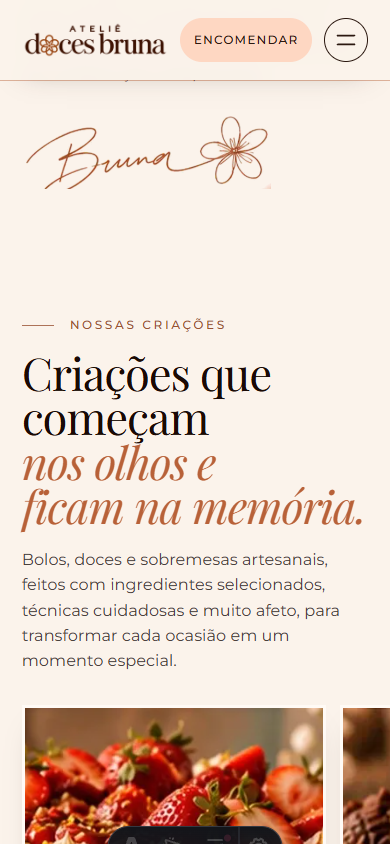 ATELIÊ
doces bruna
ENCOMENDAR
Bruna
NOSSAS CRIAÇÕES
Criações que
começam
nos olhos e
ficam na memória.
Bolos, doces e sobremesas artesanais,
feitos com ingredientes selecionados,
técnicas cuidadosas e muito afeto, para
transformar cada ocasião em um
momento especial.